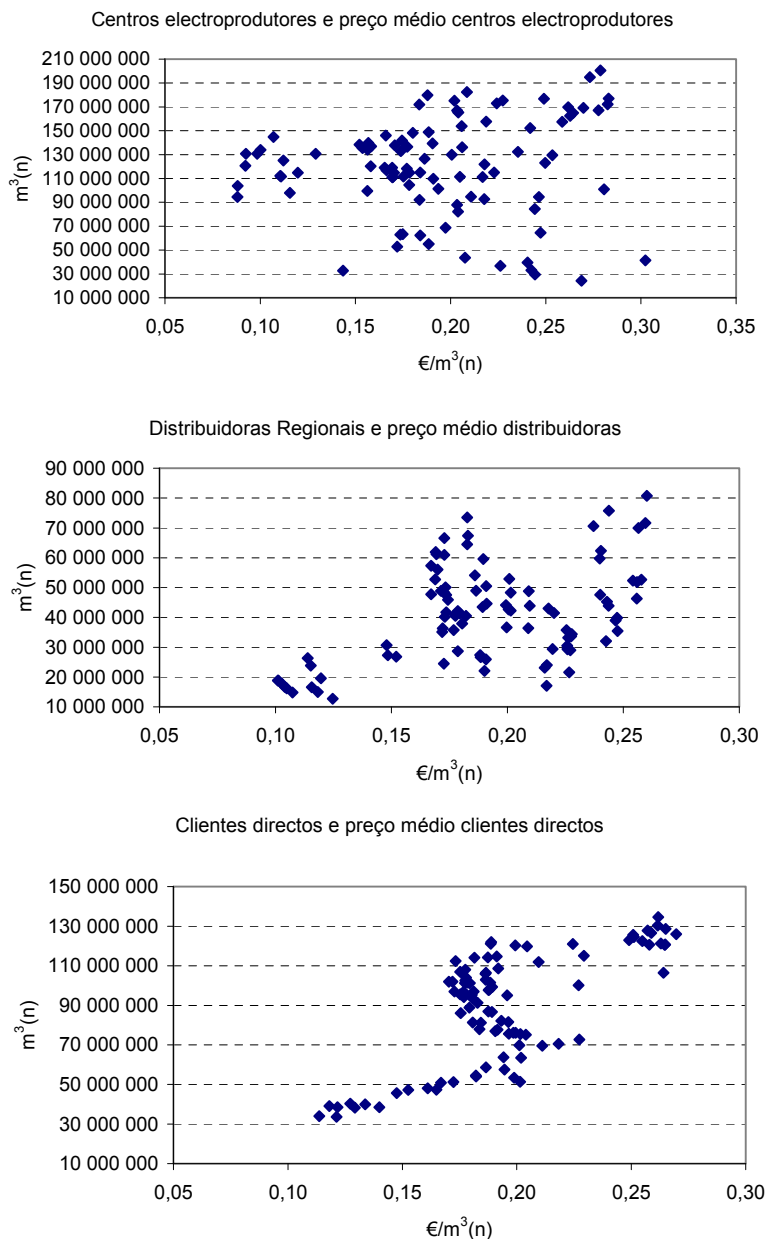 Centros electroprodutores e preço médio centros electroprodutores
210 000 000
190 000 000
170 000 000
150 000 000
130 000 000
110 000 000
90 000 000
70 000 000
50 000 000
30 000 000
10 000 000
m³(n)
0,05 0,10 0,15 0,20 0,25 0,30 0,35
€/m³(n)
Distribuidoras Regionais e preço médio distribuidoras
90 000 000
80 000 000
70 000 000
60 000 000
50 000 000
40 000 000
30 000 000
20 000 000
10 000 000
m³(n)
0,05 0,10 0,15 0,20 0,25 0,30
€/m³(n)
Clientes directos e preço médio clientes directos
150 000 000
130 000 000
110 000 000
90 000 000
70 000 000
50 000 000
30 000 000
10 000 000
m³(n)
0,05 0,10 0,15 0,20 0,25 0,30
€/m³(n)